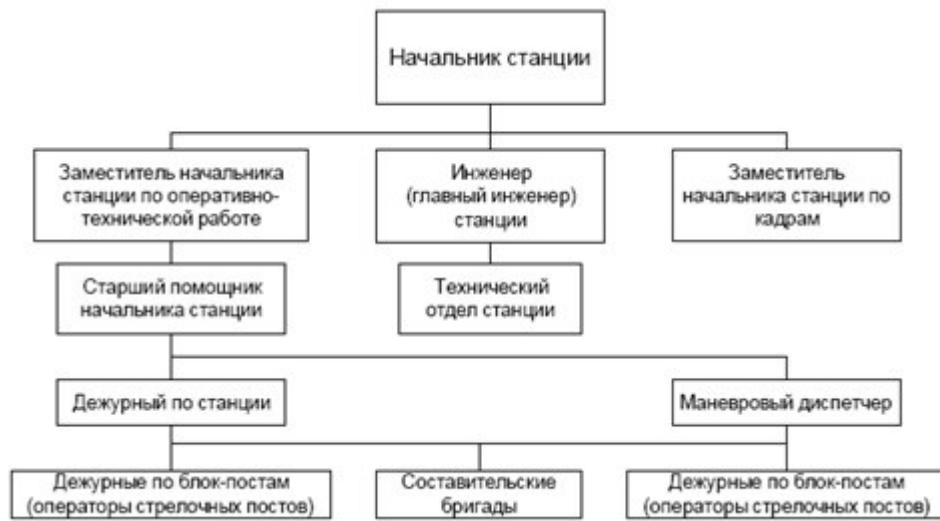 Начальник станции
Заместитель начальника
станции по оперативно-
технической работе
Инженер
(главный инженер)
станции
Заместитель
начальника станции по
кадрам
Старший помощник
начальника станции
Технический
отдел станции
Дежурный по станции
Маневровый диспетчер
Дежурные по блок-постам
(операторы стрелочных постов)
Составительские
бригады
Дежурные по блок-постам
(операторы стрелочных постов)